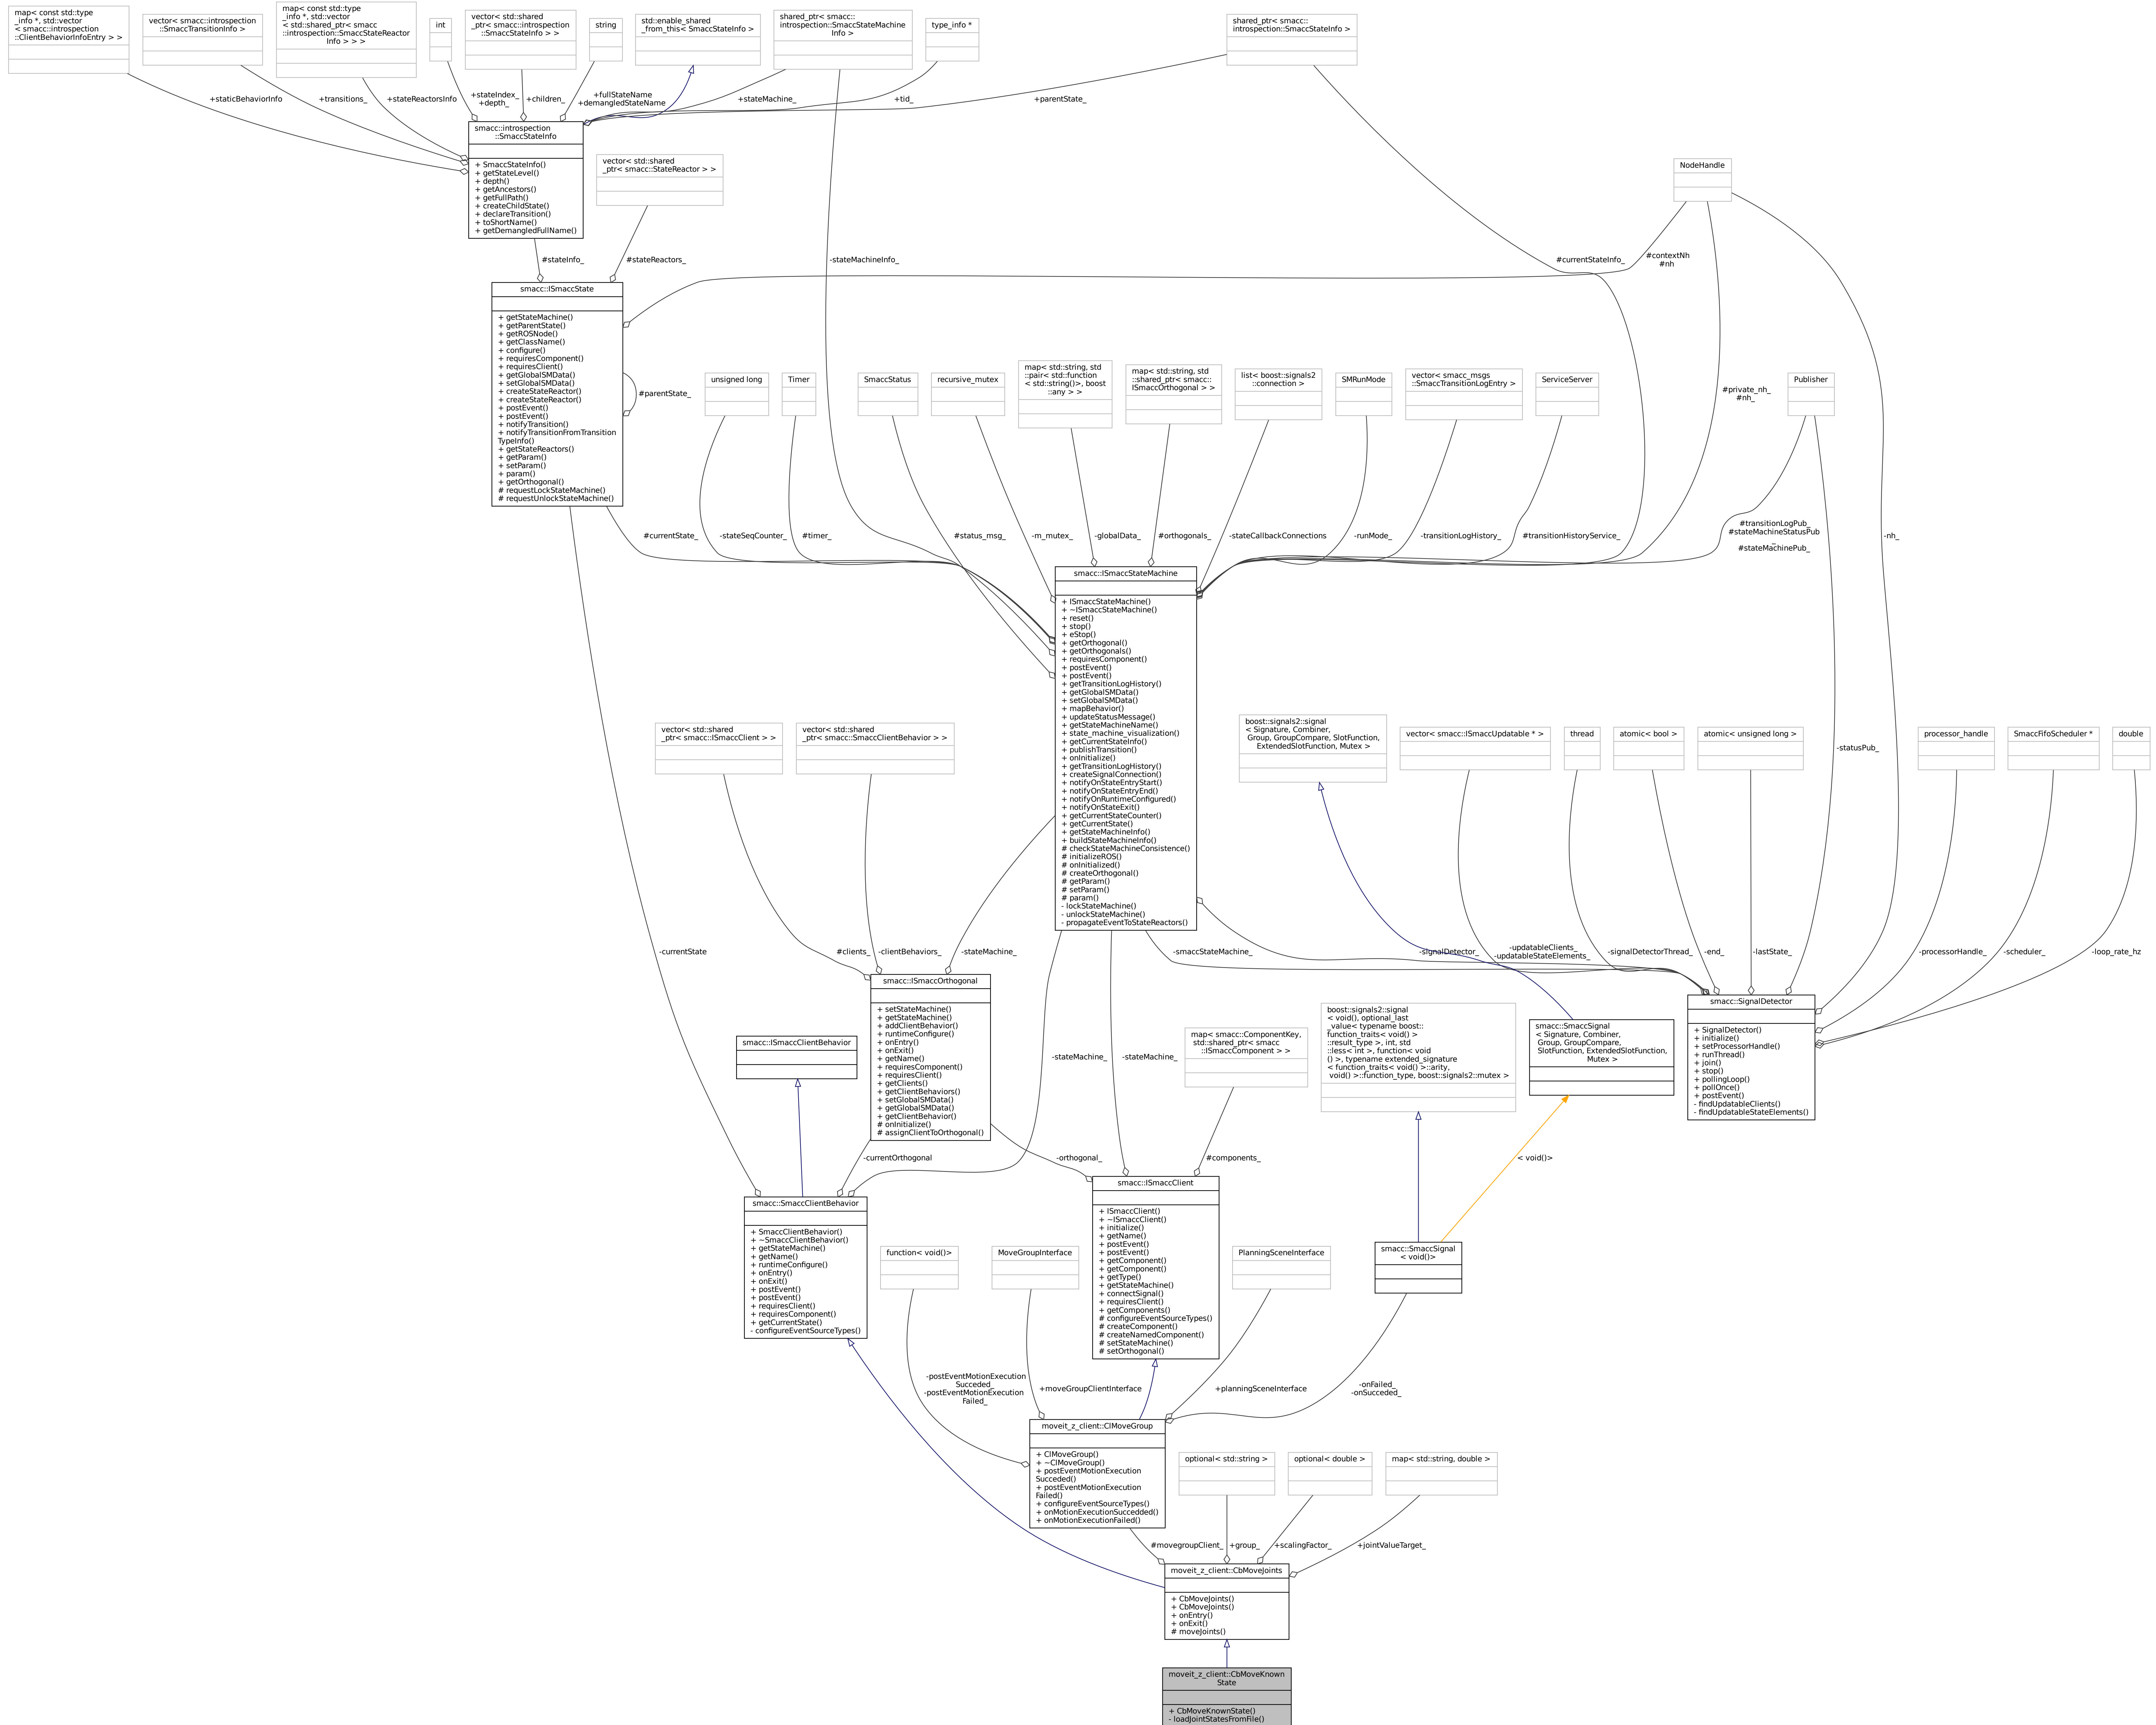 map< const std::type
_info *, std::vector
< smacc::introspection
::ClientBehaviorInfoEntry > >
vector< smacc::introspection
::SmaccTransitionInfo >
map< const std::type
_info *, std::vector
< std::shared_ptr< smacc
::introspection::SmaccStateReactor
Info > > >
int
vector< std::shared
_ptr< smacc::introspection
::SmaccStateInfo > >
string
std::enable_shared
_from_this< SmaccStateInfo >
shared_ptr< smacc::
introspection::SmaccStateMachine
Info >
type_info *
shared_ptr< smacc::
introspection::SmaccStateInfo >
+staticBehaviorInfo
+transitions_
+stateReactorsInfo
+stateIndex_
+depth_
+children_
+fullStateName
+demangledStateName
+stateMachine_
+tid_
+parentState_
smacc::introspection
::SmaccStateInfo
+ SmaccStateInfo()
+ getStateLevel()
+ depth()
+ getAncestors()
+ getFullPath()
+ createChildState()
+ declareTransition()
+ toShortName()
+ getDemangledFullName()
vector< std::shared
_ptr< smacc::StateReactor > >
NodeHandle
#stateInfo_
#stateReactors_
-stateMachineInfo_
#currentStateInfo_
#contextNh
#nh
smacc::ISmaccState
+ getStateMachine()
+ getParentState()
+ getROSNode()
+ getClassName()
+ configure()
+ requiresComponent()
+ requiresClient()
+ getGlobalSMData()
+ setGlobalSMData()
+ createStateReactor()
+ createStateReactor()
+ postEvent()
+ postEvent()
+ notifyTransition()
+ notifyTransitionFromTransition
TypeInfo()
+ getStateReactors()
+ getParam()
+ setParam()
+ param()
+ getOrthogonal()
# requestLockStateMachine()
# requestUnlockStateMachine()
#parentState_
unsigned long
Timer
SmaccStatus
recursive_mutex
map< std::string, std
::pair< std::function
< std::string()>, boost
::any > >
map< std::string, std
::shared_ptr< smacc::
ISmaccOrthogonal > >
list< boost::signals2
::connection >
SMRunMode
vector< smacc_msgs
::SmaccTransitionLogEntry >
ServiceServer
#private_nh_
#nh_
Publisher
#currentState_
-stateSeqCounter_
#timer_
#status_msg_
-m_mutex_
-globalData_
#orthogonals_
-stateCallbackConnections
-runMode_
-transitionLogHistory_
#transitionHistoryService_
#transitionLogPub_
#stateMachineStatusPub
_
#stateMachinePub_
-nh_
smacc::ISmaccStateMachine
+ ISmaccStateMachine()
+ ~ISmaccStateMachine()
+ reset()
+ stop()
+ eStop()
+ getOrthogonal()
+ getOrthogonals()
+ requiresComponent()
+ postEvent()
+ postEvent()
+ getTransitionLogHistory()
+ getGlobalSMData()
+ setGlobalSMData()
+ mapBehavior()
+ updateStatusMessage()
+ getStateMachineName()
+ state_machine_visualization()
+ getCurrentStateInfo()
+ publishTransition()
+ onInitialize()
+ getTransitionLogHistory()
+ createSignalConnection()
+ notifyOnStateEntryStart()
+ notifyOnStateEntryEnd()
+ notifyOnRuntimeConfigured()
+ notifyOnStateExit()
+ getCurrentStateCounter()
+ getCurrentState()
+ getStateMachineInfo()
+ buildStateMachineInfo()
# checkStateMachineConsistence()
# initializeROS()
# onInitialized()
# createOrthogonal()
# getParam()
# setParam()
# param()
- lockStateMachine()
- unlockStateMachine()
- propagateEventToStateReactors()
vector< std::shared
_ptr< smacc::ISmaccClient > >
vector< std::shared
_ptr< smacc::SmaccClientBehavior > >
boost::signals2::signal
< Signature, Combiner,
Group, GroupCompare, SlotFunction,
ExtendedSlotFunction, Mutex >
vector< smacc::ISmaccUpdatable * >
thread
atomic< bool >
atomic< unsigned long >
-statusPub_
processor_handle
SmaccFifoScheduler *
double
-currentState
#clients_
-clientBehaviors_
-stateMachine_
-smaccStateMachine_
-signalDetector_
-updatableClients_
-updatableStateElements_
-signalDetectorThread_
-end_
-lastState_
-processorHandle_
-scheduler_
-loop_rate_hz
smacc::ISmaccOrthogonal
+ setStateMachine()
+ getStateMachine()
+ addClientBehavior()
+ runtimeConfigure()
+ onEntry()
+ onExit()
+ getName()
+ requiresComponent()
+ requiresClient()
+ getClients()
+ getClientBehaviors()
+ setGlobalSMData()
+ getGlobalSMData()
+ getClientBehavior()
# onInitialize()
# assignClientToOrthogonal()
smacc::ISmaccClientBehavior
-stateMachine_
-stateMachine_
map< smacc::ComponentKey,
std::shared_ptr< smacc
::ISmaccComponent > >
boost::signals2::signal
< void(), optional_last
_value< typename boost::
function_traits< void() >
::result_type >, int, std
::less< int >, function< void
() >, typename extended_signature
< function_traits< void() >::arity,
void() >::function_type, boost::signals2::mutex >
smacc::SmaccSignal
< Signature, Combiner,
Group, GroupCompare,
SlotFunction, ExtendedSlotFunction,
Mutex >
smacc::SignalDetector
+ SignalDetector()
+ initialize()
+ setProcessorHandle()
+ runThread()
+ join()
+ stop()
+ pollingLoop()
+ pollOnce()
+ postEvent()
- findUpdatableClients()
- findUpdatableStateElements()
-currentOrthogonal
-orthogonal_
#components_
< void()>
smacc::SmaccClientBehavior
+ SmaccClientBehavior()
+ ~SmaccClientBehavior()
+ getStateMachine()
+ getName()
+ runtimeConfigure()
+ onEntry()
+ onExit()
+ postEvent()
+ postEvent()
+ requiresClient()
+ requiresComponent()
+ getCurrentState()
- configureEventSourceTypes()
smacc::ISmaccClient
+ ISmaccClient()
+ ~ISmaccClient()
+ initialize()
+ getName()
+ postEvent()
+ postEvent()
+ getComponent()
+ getComponent()
+ getType()
+ getStateMachine()
+ connectSignal()
+ requiresClient()
+ getComponents()
# configureEventSourceTypes()
# createComponent()
# createNamedComponent()
# setStateMachine()
# setOrthogonal()
function< void()>
MoveGroupInterface
PlanningSceneInterface
smacc::SmaccSignal
< void()>
-postEventMotionExecution
Succeded_
-postEventMotionExecution
Failed_
+moveGroupClientInterface
+planningSceneInterface
-onFailed_
-onSucceded_
moveit_z_client::ClMoveGroup
+ ClMoveGroup()
+ ~ClMoveGroup()
+ postEventMotionExecution
Succeded()
+ postEventMotionExecution
Failed()
+ configureEventSourceTypes()
+ onMotionExecutionSuccedded()
+ onMotionExecutionFailed()
optional< std::string >
optional< double >
map< std::string, double >
#movegroupClient_
+group_
+scalingFactor_
+jointValueTarget_
moveit_z_client::CbMoveJoints
+ CbMoveJoints()
+ CbMoveJoints()
+ onEntry()
+ onExit()
# moveJoints()
moveit_z_client::CbMoveKnown
State
+ CbMoveKnownState()
- loadJointStatesFromFile()